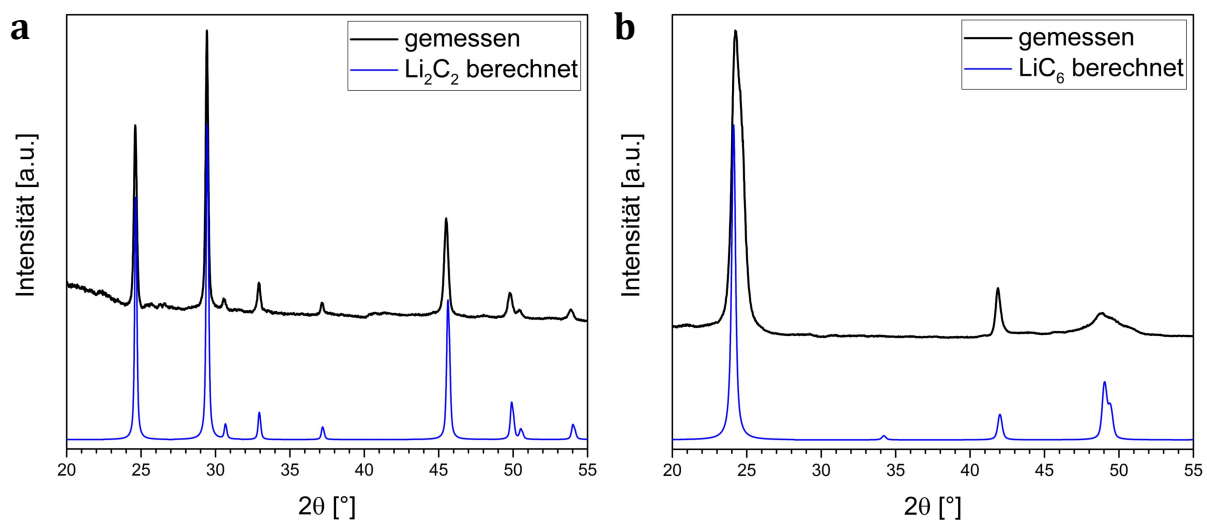 a
gemessen
Li₂C₂ berechnet
Intensität [a.u.]
20 25 30 35 40 45 50 55
2θ [°]
b
gemessen
LiC₆ berechnet
Intensität [a.u.]
20 25 30 35 40 45 50 55
2θ [°]